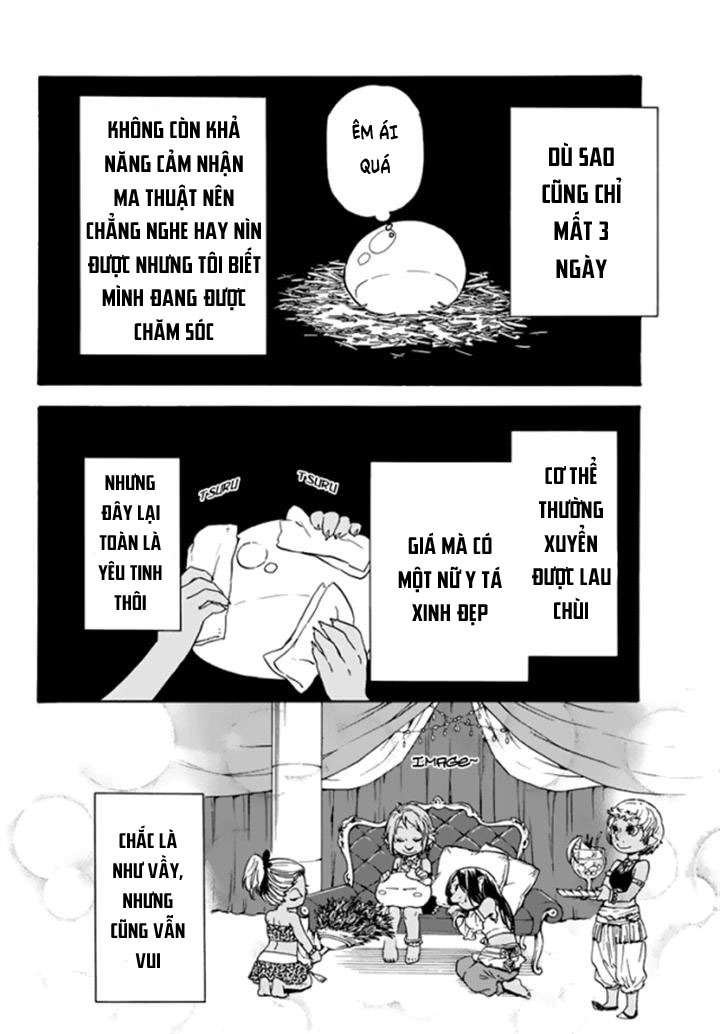 DÙ SAO
CŨNG CHỈ
MẤT 3
NGÀY
ÊM ÁI
QUÁ
KHÔNG CÒN KHẢ
NĂNG CẢM NHẬN
MA THUẬT NÊN
CHẲNG NGHE HAY NÌN
ĐƯỢC NHƯNG TÔI BIẾT
MÌNH ĐANG ĐƯỢC
CHĂM SÓC
CƠ THỂ
THƯỜNG
XUYỂN
ĐƯỢC LAU
CHÙI
GIÁ MÀ CÓ
MỘT NỮ Y TÁ
XINH ĐẸP
TSURU
TSURU
NHƯNG
ĐÂY LẠI
TOÀN LÀ
YÊU TINH
THÔI
IMAGE~
CHẮC LÀ
NHƯ VẦY,
NHƯNG
CŨNG VẪN
VUI